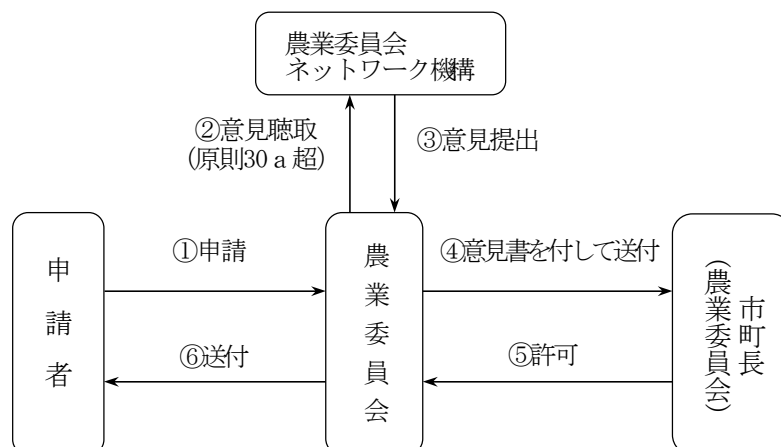 農業委員会
ネットワーク機構
②意見聴取
(原則30a超)
③意見提出
申請者
①申請
農業委員会
④意見書を付して送付
市町長
(農業委員会)
⑥送付
⑤許可